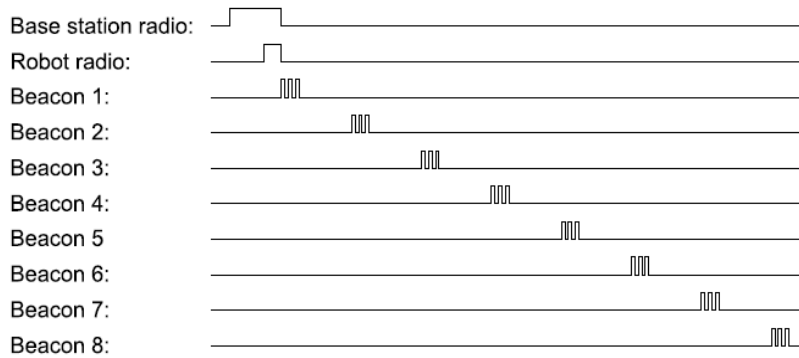 Base station radio:
Robot radio:
Beacon 1:
Beacon 2:
Beacon 3:
Beacon 4:
Beacon 5
Beacon 6:
Beacon 7:
Beacon 8: